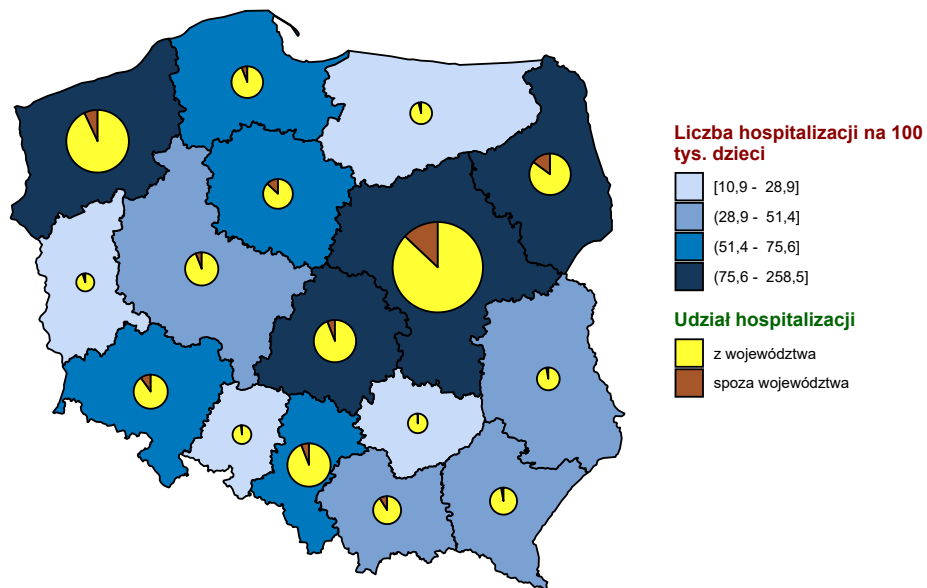 Liczba hospitalizacji na 100
tys. dzieci
[10,9 - 28,9]
(28,9 - 51,4]
(51,4 - 75,6]
(75,6 - 258,5]
Udział hospitalizacji
z województwa
spoza województwa